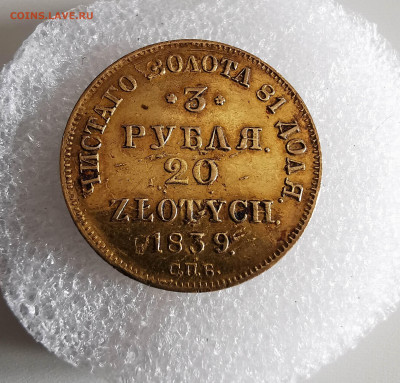 COINS.LAVE.RU
ЧИСТАГО ЗОЛОТА 81 ДОЛЯ.
* 3 *
РУБЛЯ.
20
ZŁOTYCH.
1839.
С.П.Б.